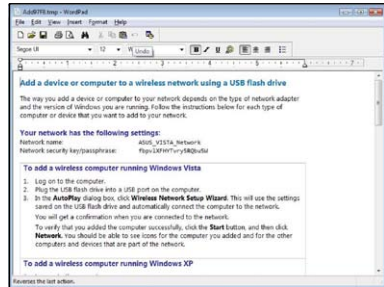 Add97f8.tmp - WordPad
File Edit View Insert Format Help
Segoe UI 12 Undo
Add a device or computer to a wireless network using a USB flash drive
The way you add a device or computer to your network depends on the type of network adapter
and the version of Windows you are running. Follow the instructions below for each type of
computer or device that you want to add to your network.
Your network has the following settings:
Network name: ASUS_VISTA_Network
Network security key/passphrase:
To add a wireless computer running Windows Vista
1. Log on to the computer.
2. Plug the USB flash drive into a USB port on the computer.
3. In the AutoPlay dialog box, click Wireless Network Setup Wizard. This will use the settings
saved on the USB flash drive and automatically connect the computer to the network.
You will get a confirmation when you are connected to the network.
To verify that you added the computer successfully, click the Start button, and then click
Network. You should be able to see icons for the computer you added and for the other
computers and devices that are part of the network.
To add a wireless computer running Windows XP
Reverses the last action.